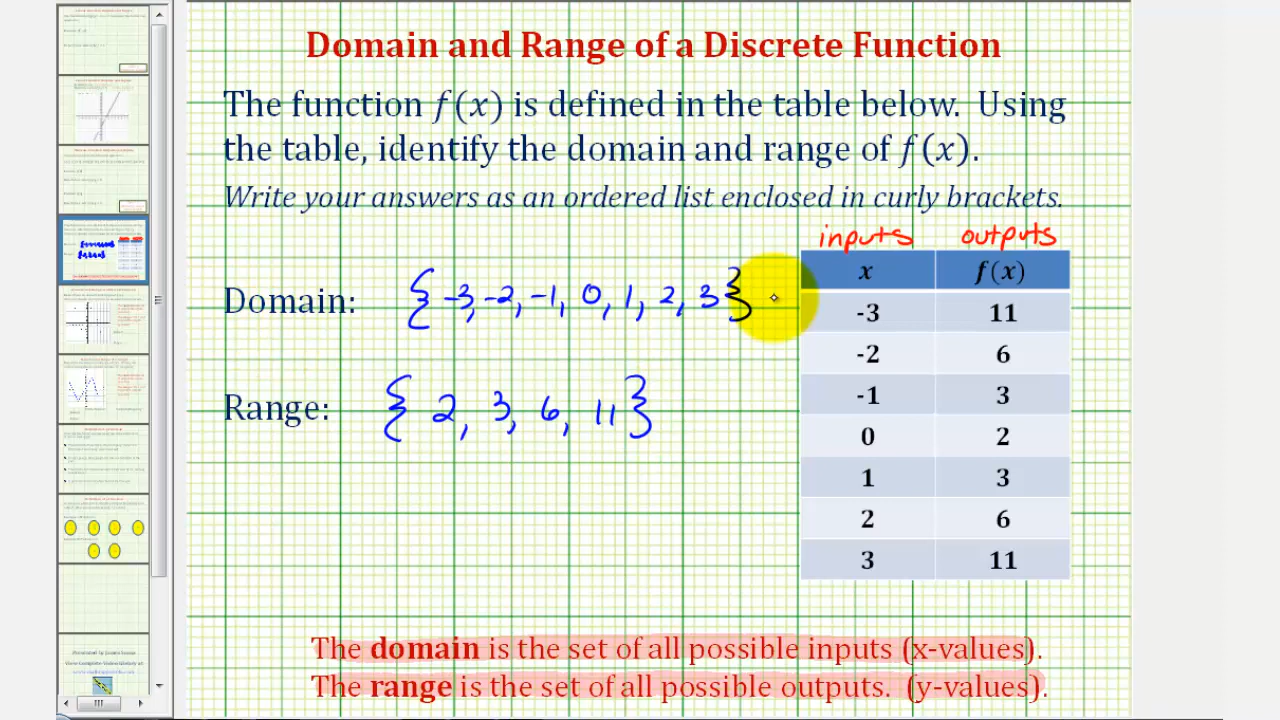 Domain and Range of a Discrete Function
The function f(x) is defined in the table below. Using
the table, identify the domain and range of f(x).
Write your answers as an ordered list enclosed in curly brackets.
inputs outputs
x f(x)
Domain: { -3, -2, -1, 0, 1, 2, 3 }
-3 11
-2 6
-1 3
Range: { 2, 3, 6, 11 }
0 2
1 3
2 6
3 11
The domain is the set of all possible inputs (x-values).
The range is the set of all possible outputs. (y-values).